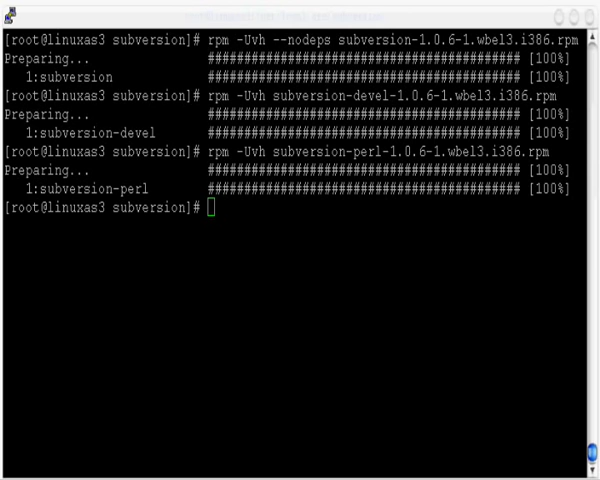 [root@linuxas3 subversion]# rpm -Uvh --nodeps subversion-1.0.6-1.wbel3.i386.rpm
Preparing... ########################################### [100%]
1:subversion ########################################### [100%]
[root@linuxas3 subversion]# rpm -Uvh subversion-devel-1.0.6-1.wbel3.i386.rpm
Preparing... ########################################### [100%]
1:subversion-devel ########################################### [100%]
[root@linuxas3 subversion]# rpm -Uvh subversion-perl-1.0.6-1.wbel3.i386.rpm
Preparing... ########################################### [100%]
1:subversion-perl ########################################### [100%]
[root@linuxas3 subversion]#